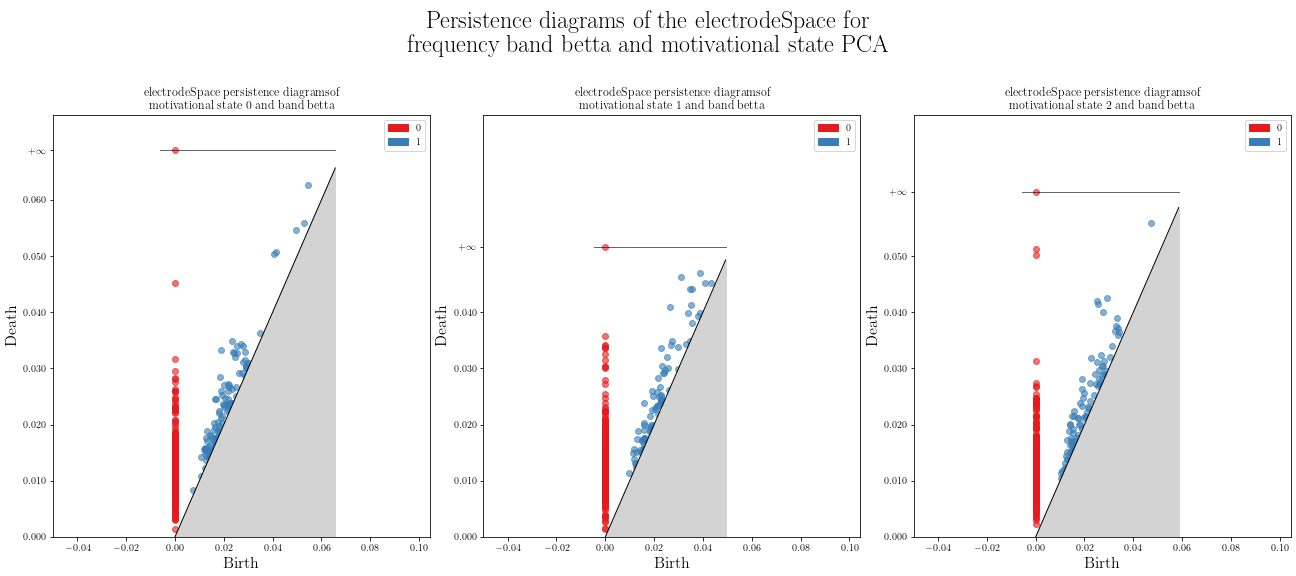 Persistence diagrams of the electrodeSpace for
frequency band betta and motivational state PCA
electrodeSpace persistence diagramsof
motivational state 0 and band betta
0
1
+∞
0.060
0.050
0.040
0.030
0.020
0.010
0.000
Death
−0.04 −0.02 0.00 0.02 0.04 0.06 0.08 0.10
Birth
electrodeSpace persistence diagramsof
motivational state 1 and band betta
0
1
+∞
0.040
0.030
0.020
0.010
0.000
Death
−0.04 −0.02 0.00 0.02 0.04 0.06 0.08 0.10
Birth
electrodeSpace persistence diagramsof
motivational state 2 and band betta
0
1
+∞
0.050
0.040
0.030
0.020
0.010
0.000
Death
−0.04 −0.02 0.00 0.02 0.04 0.06 0.08 0.10
Birth